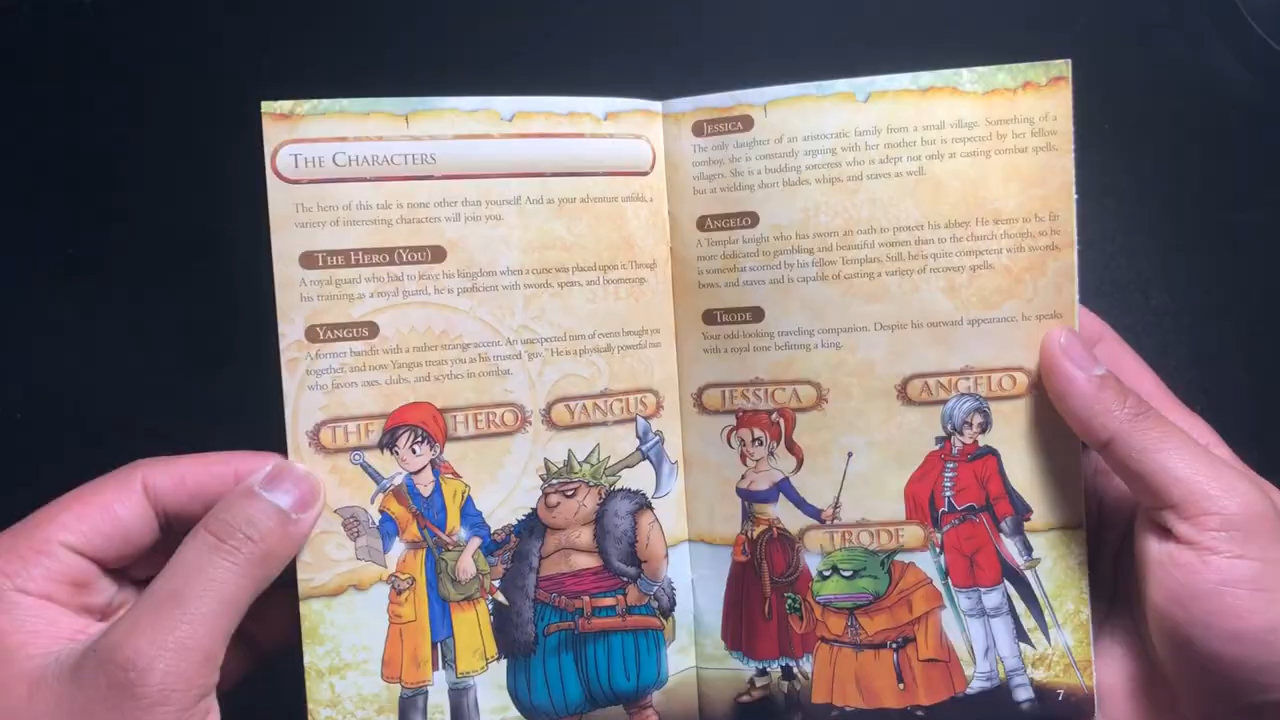 THE CHARACTERS
The hero of this tale is none other than yourself! And as your adventure unfolds, a
variety of interesting characters will join you.
THE HERO (YOU)
A royal guard who had to leave his kingdom when a curse was placed upon it. Through
his training as a royal guard, he is proficient with swords, spears, and boomerangs.
YANGUS
A former bandit with a rather strange accent. An unexpected turn of events brought you
together, and now Yangus treats you as his trusted "guv." He is a physically powerful man
who favors axes, clubs, and scythes in combat.
THE HERO
YANGUS
JESSICA
The only daughter of an aristocratic family from a small village. Something of a
tomboy, she is constantly arguing with her mother but is respected by her fellow
villagers. She is a budding sorceress who is adept not only at casting combat spells,
but at wielding short blades, whips, and staves as well.
ANGELO
A Templar knight who has sworn an oath to protect his abbey. He seems to be far
more dedicated to gambling and beautiful women than to the church though, so he
is somewhat scorned by his fellow Templars. Still, he is quite competent with swords,
bows, and staves and is capable of casting a variety of recovery spells.
TRODE
Your odd-looking traveling companion. Despite his outward appearance, he speaks
with a royal tone befitting a king.
JESSICA
ANGELO
TRODE
7